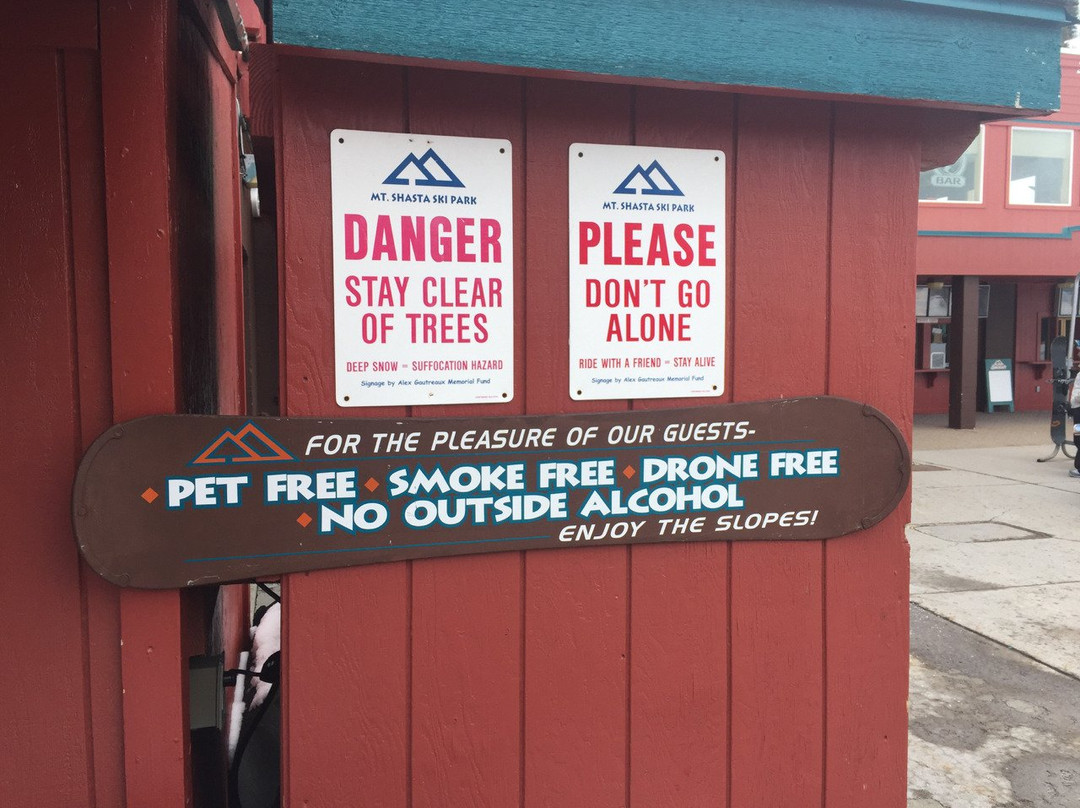 MT. SHASTA SKI PARK
DANGER
STAY CLEAR
OF TREES
DEEP SNOW = SUFFOCATION HAZARD
Signage by Alex Gautreaux Memorial Fund
MT. SHASTA SKI PARK
PLEASE
DON'T GO
ALONE
RIDE WITH A FRIEND = STAY ALIVE
Signage by Alex Gautreaux Memorial Fund
FOR THE PLEASURE OF OUR GUESTS-
PET FREE SMOKE FREE DRONE FREE
NO OUTSIDE ALCOHOL
ENJOY THE SLOPES!
BAR